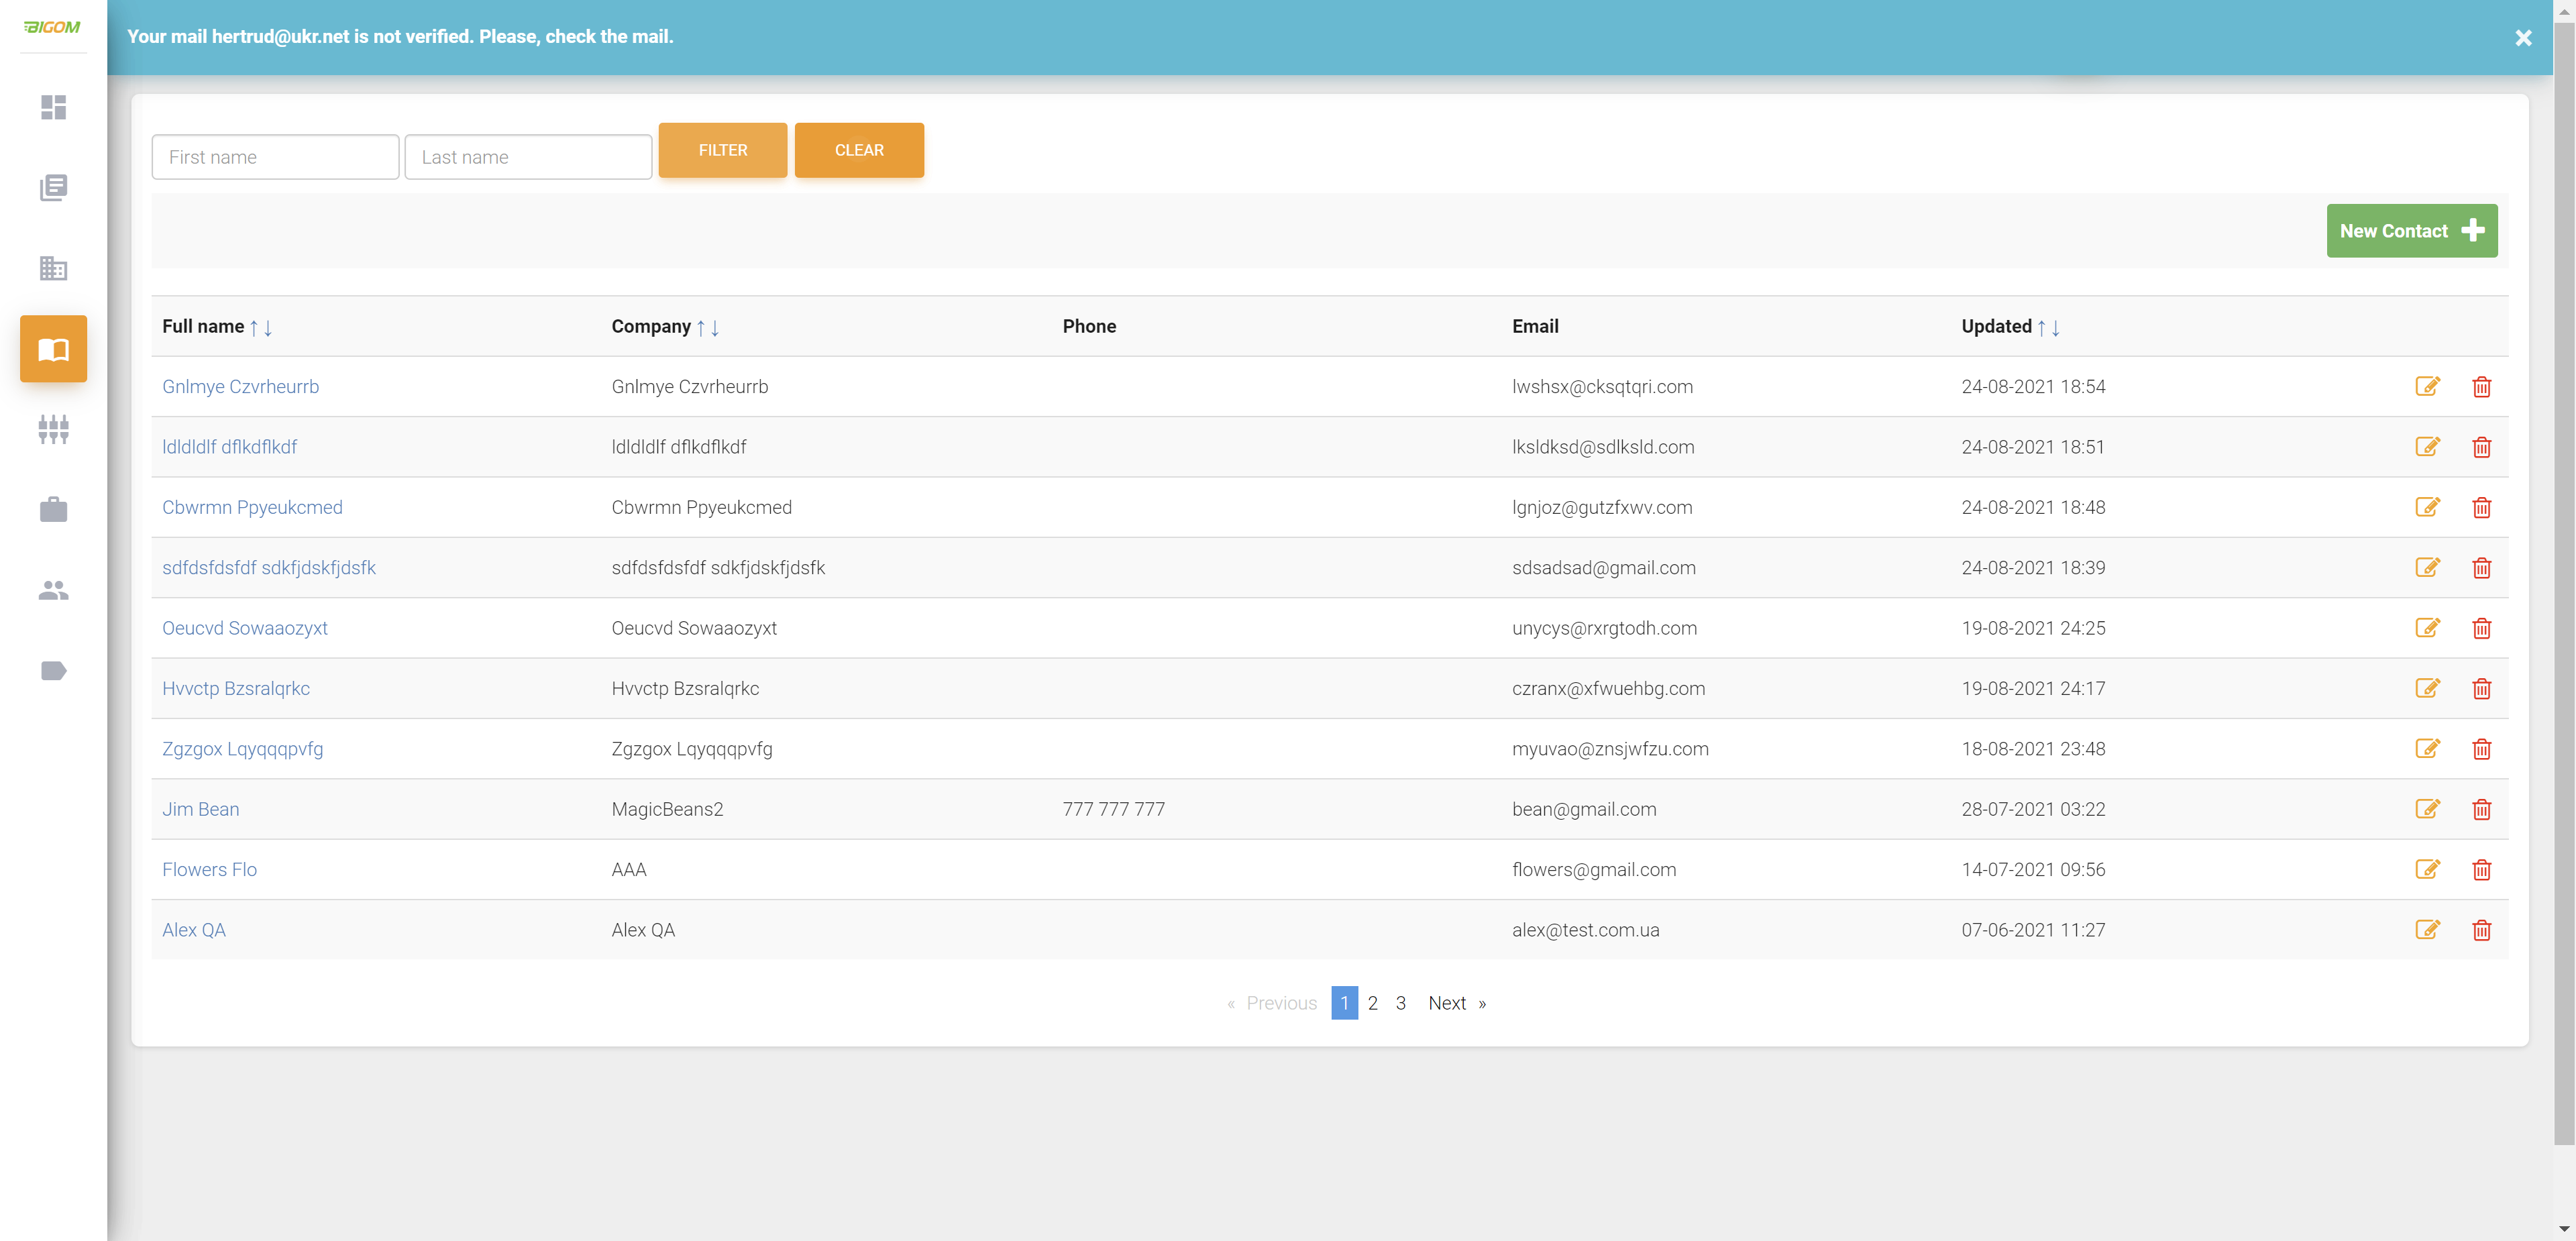 BIGOM
Your mail hertrud@ukr.net is not verified. Please, check the mail.
First name Last name FILTER CLEAR
New Contact
Full name ↑↓ Company ↑↓ Phone Email Updated ↑↓
Gnlmye Czvrheurrb Gnlmye Czvrheurrb lwshsx@cksqtqri.com 24-08-2021 18:54
ldldldlf dflkdflkdf ldldldlf dflkdflkdf lksldksd@sdlksld.com 24-08-2021 18:51
Cbwrmn Ppyeukcmed Cbwrmn Ppyeukcmed lgnjoz@gutzfxwv.com 24-08-2021 18:48
sdfdsfdsfdf sdkfjdskfjdsfk sdfdsfdsfdf sdkfjdskfjdsfk sdsadsad@gmail.com 24-08-2021 18:39
Oeucvd Sowaaozyxt Oeucvd Sowaaozyxt unycys@rxrgtodh.com 19-08-2021 24:25
Hvvctp Bzsralqrkc Hvvctp Bzsralqrkc czranx@xfwuehbg.com 19-08-2021 24:17
Zgzgox Lqyqqqpvfg Zgzgox Lqyqqqpvfg myuvao@znsjwfzu.com 18-08-2021 23:48
Jim Bean MagicBeans2 777 777 777 bean@gmail.com 28-07-2021 03:22
Flowers Flo AAA flowers@gmail.com 14-07-2021 09:56
Alex QA Alex QA alex@test.com.ua 07-06-2021 11:27
« Previous 1 2 3 Next »